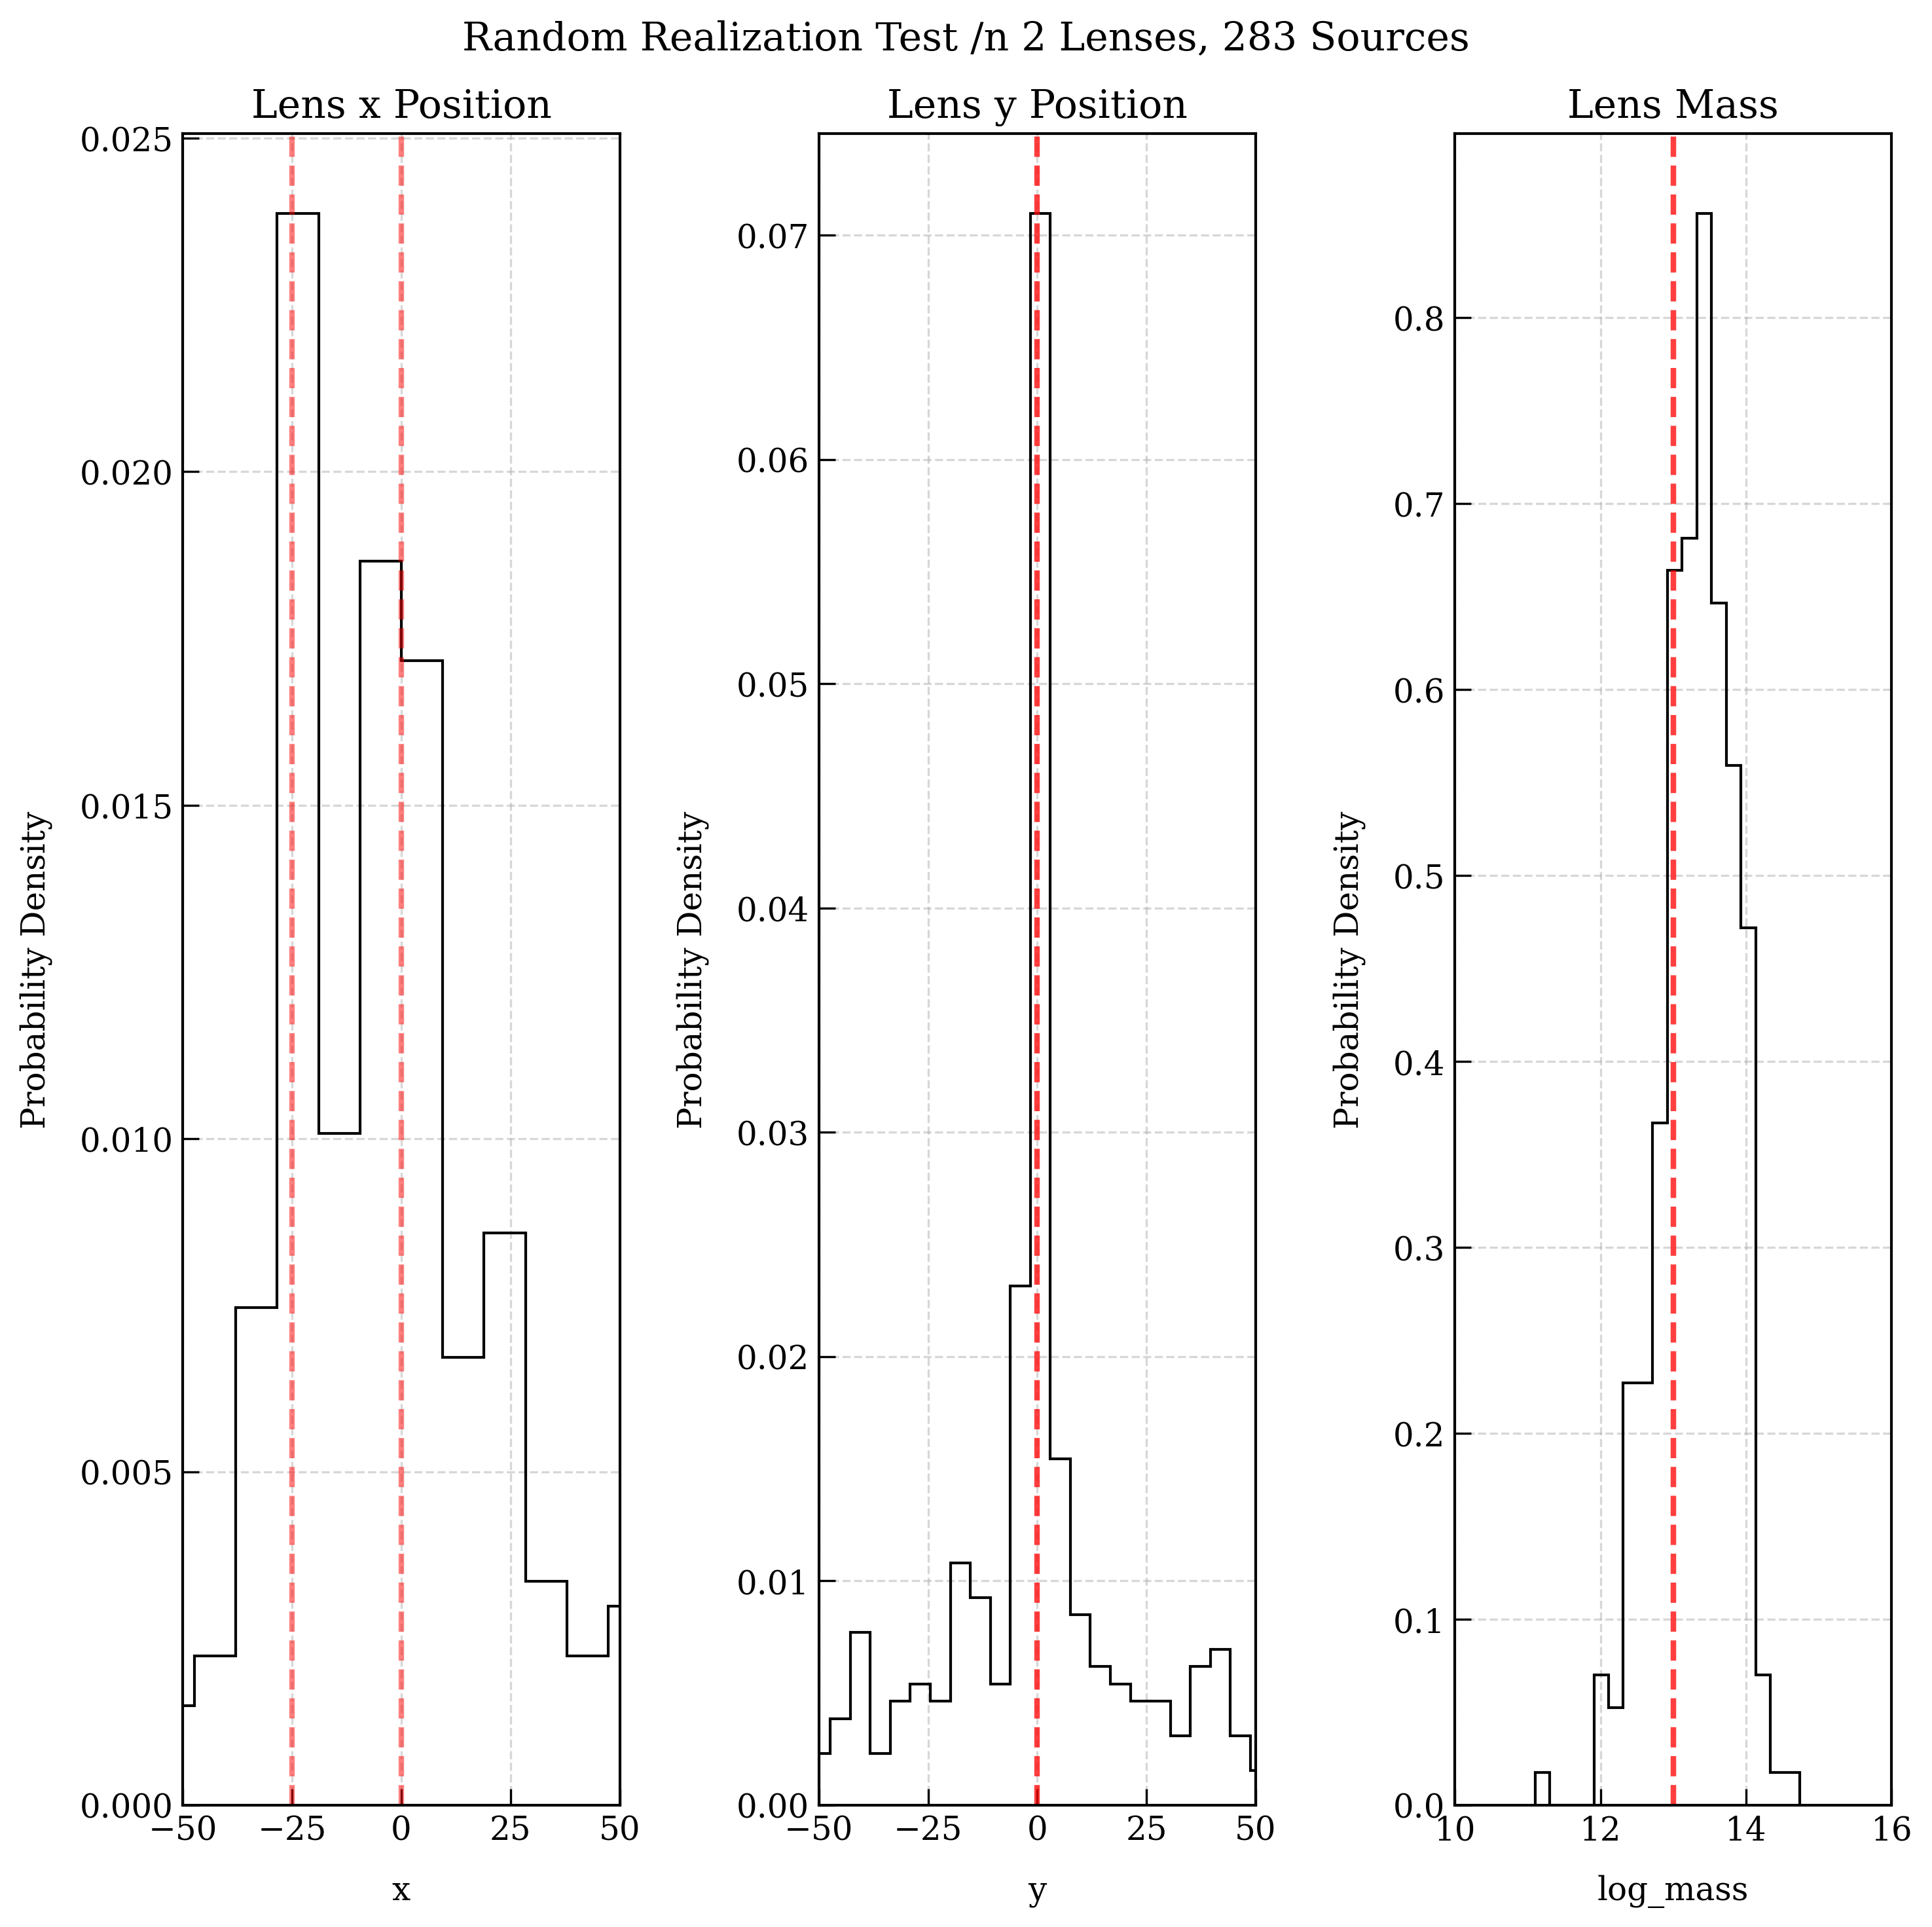 Random Realization Test /n 2 Lenses, 283 Sources
Lens x Position
0.025
0.020
0.015
0.010
0.005
0.000
Probability Density
−50 −25 0 25 50
x
Lens y Position
0.07
0.06
0.05
0.04
0.03
0.02
0.01
0.00
Probability Density
−50 −25 0 25 50
y
Lens Mass
0.8
0.7
0.6
0.5
0.4
0.3
0.2
0.1
0.0
Probability Density
10 12 14 16
log_mass